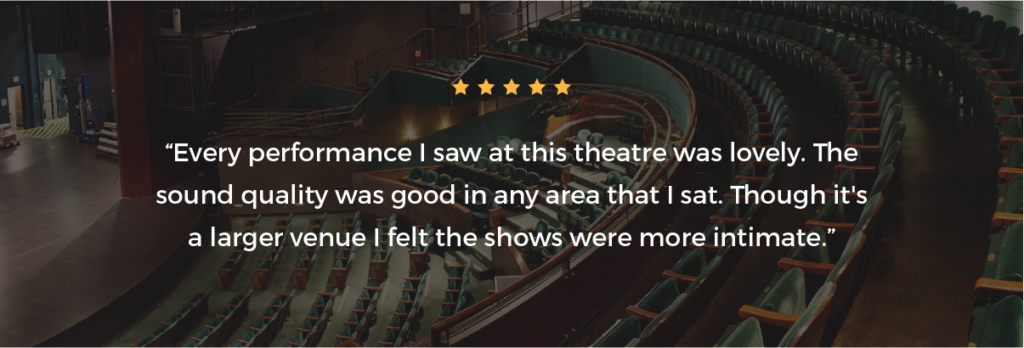 “Every performance I saw at this theatre was lovely. The
sound quality was good in any area that I sat. Though it's
a larger venue I felt the shows were more intimate.”